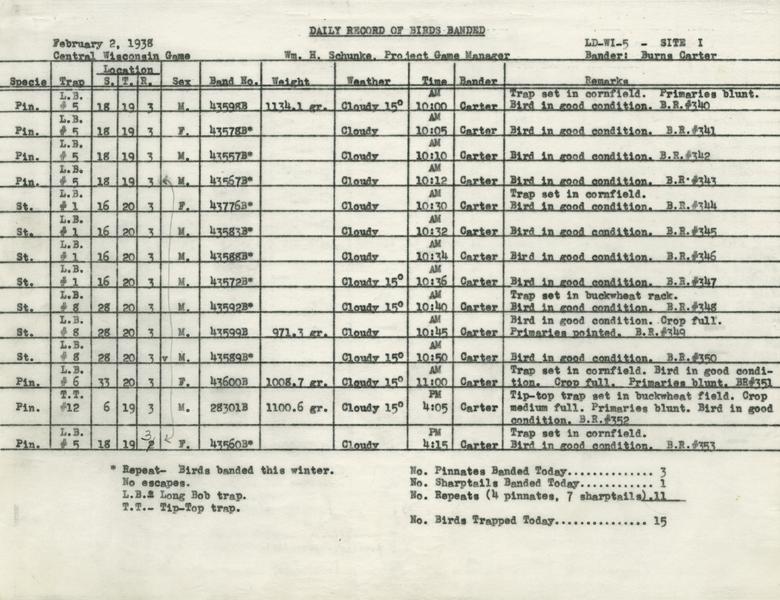 DAILY RECORD OF BIRDS BANDED
February 2, 1938 LD-WI-5 - SITE I
Central Wisconsin Game Wm. H. Schunke, Project Game Manager Bander: Burns Carter
Location
Specie Trap S. T. R. Sex Band No. Weight Weather Time Bander Remarks
L.B. AM Trap set in cornfield. Primaries blunt.
Pin. # 5 18 19 3 M. 43598B 1134.1 gr. Cloudy 15° 10:00 Carter Bird in good condition. B.R.#340
L.B. AM
Pin. # 5 18 19 3 F. 43578B* Cloudy 10:05 Carter Bird in good condition. B.R.#341
L.B. AM
Pin. # 5 18 19 3 M. 43557B* Cloudy 10:10 Carter Bird in good condition. B.R.#342
L.B. AM
Pin. # 5 18 19 3 M. 43567B* Cloudy 10:12 Carter Bird in good condition. B.R.#343
L.B. AM Trap set in cornfield.
St. # 1 16 20 3 F. 43776B* Cloudy 10:30 Carter Bird in good condition. B.R.#344
L.B. AM
St. # 1 16 20 3 M. 43583B* Cloudy 10:32 Carter Bird in good condition. B.R.#345
L.B. AM
St. # 1 16 20 3 M. 43588B* Cloudy 10:34 Carter Bird in good condition. B.R.#346
L.B. AM
St. # 1 16 20 3 M. 43572B* Cloudy 15° 10:36 Carter Bird in good condition. B.R.#347
L.B. AM Trap set in buckwheat rack.
St. # 8 28 20 3 M. 43592B* Cloudy 15° 10:40 Carter Bird in good condition. B.R.#348
L.B. AM Bird in good condition. Crop full.
St. # 8 28 20 3 M. 43599B 971.3 gr. Cloudy 15° 10:45 Carter Primaries pointed. B.R.#349
L.B. AM
St. # 8 28 20 3 M. 43589B* Cloudy 15° 10:50 Carter Bird in good condition. B.R.#350
L.B. AM Trap set in cornfield. Bird in good condi-
Pin. # 6 33 20 3 F. 43600B 1008.7 gr. Cloudy 15° 11:00 Carter tion. Crop full. Primaries blunt. BR#351
T.T. PM Tip-top trap set in buckwheat field. Crop
Pin. #12 6 19 3 M. 28301B 1100.6 gr. Cloudy 15° 4:05 Carter medium full. Primaries blunt. Bird in good
condition. B.R.#352
L.B. PM Trap set in cornfield.
Pin. # 5 18 19 3 F. 43560B* Cloudy 4:15 Carter Bird in good condition. B.R.#353
* Repeat- Birds banded this winter. No. Pinnates Banded Today.............. 3
No escapes. No. Sharptails Banded Today............ 1
L.B.= Long Bob trap. No. Repeats (4 pinnates, 7 sharptails).11
T.T.- Tip-Top trap.
No. Birds Trapped Today............... 15